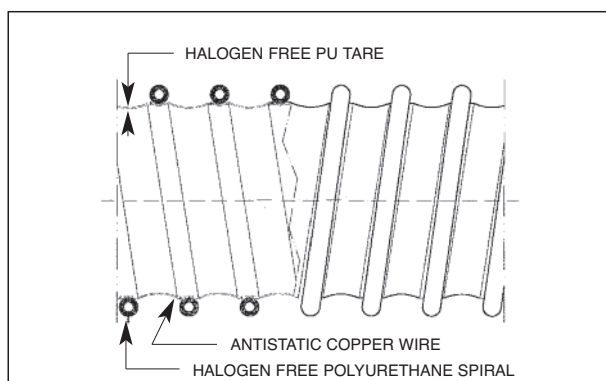 HALOGEN FREE PU TARE
ANTISTATIC COPPER WIRE
HALOGEN FREE POLYURETHANE SPIRAL